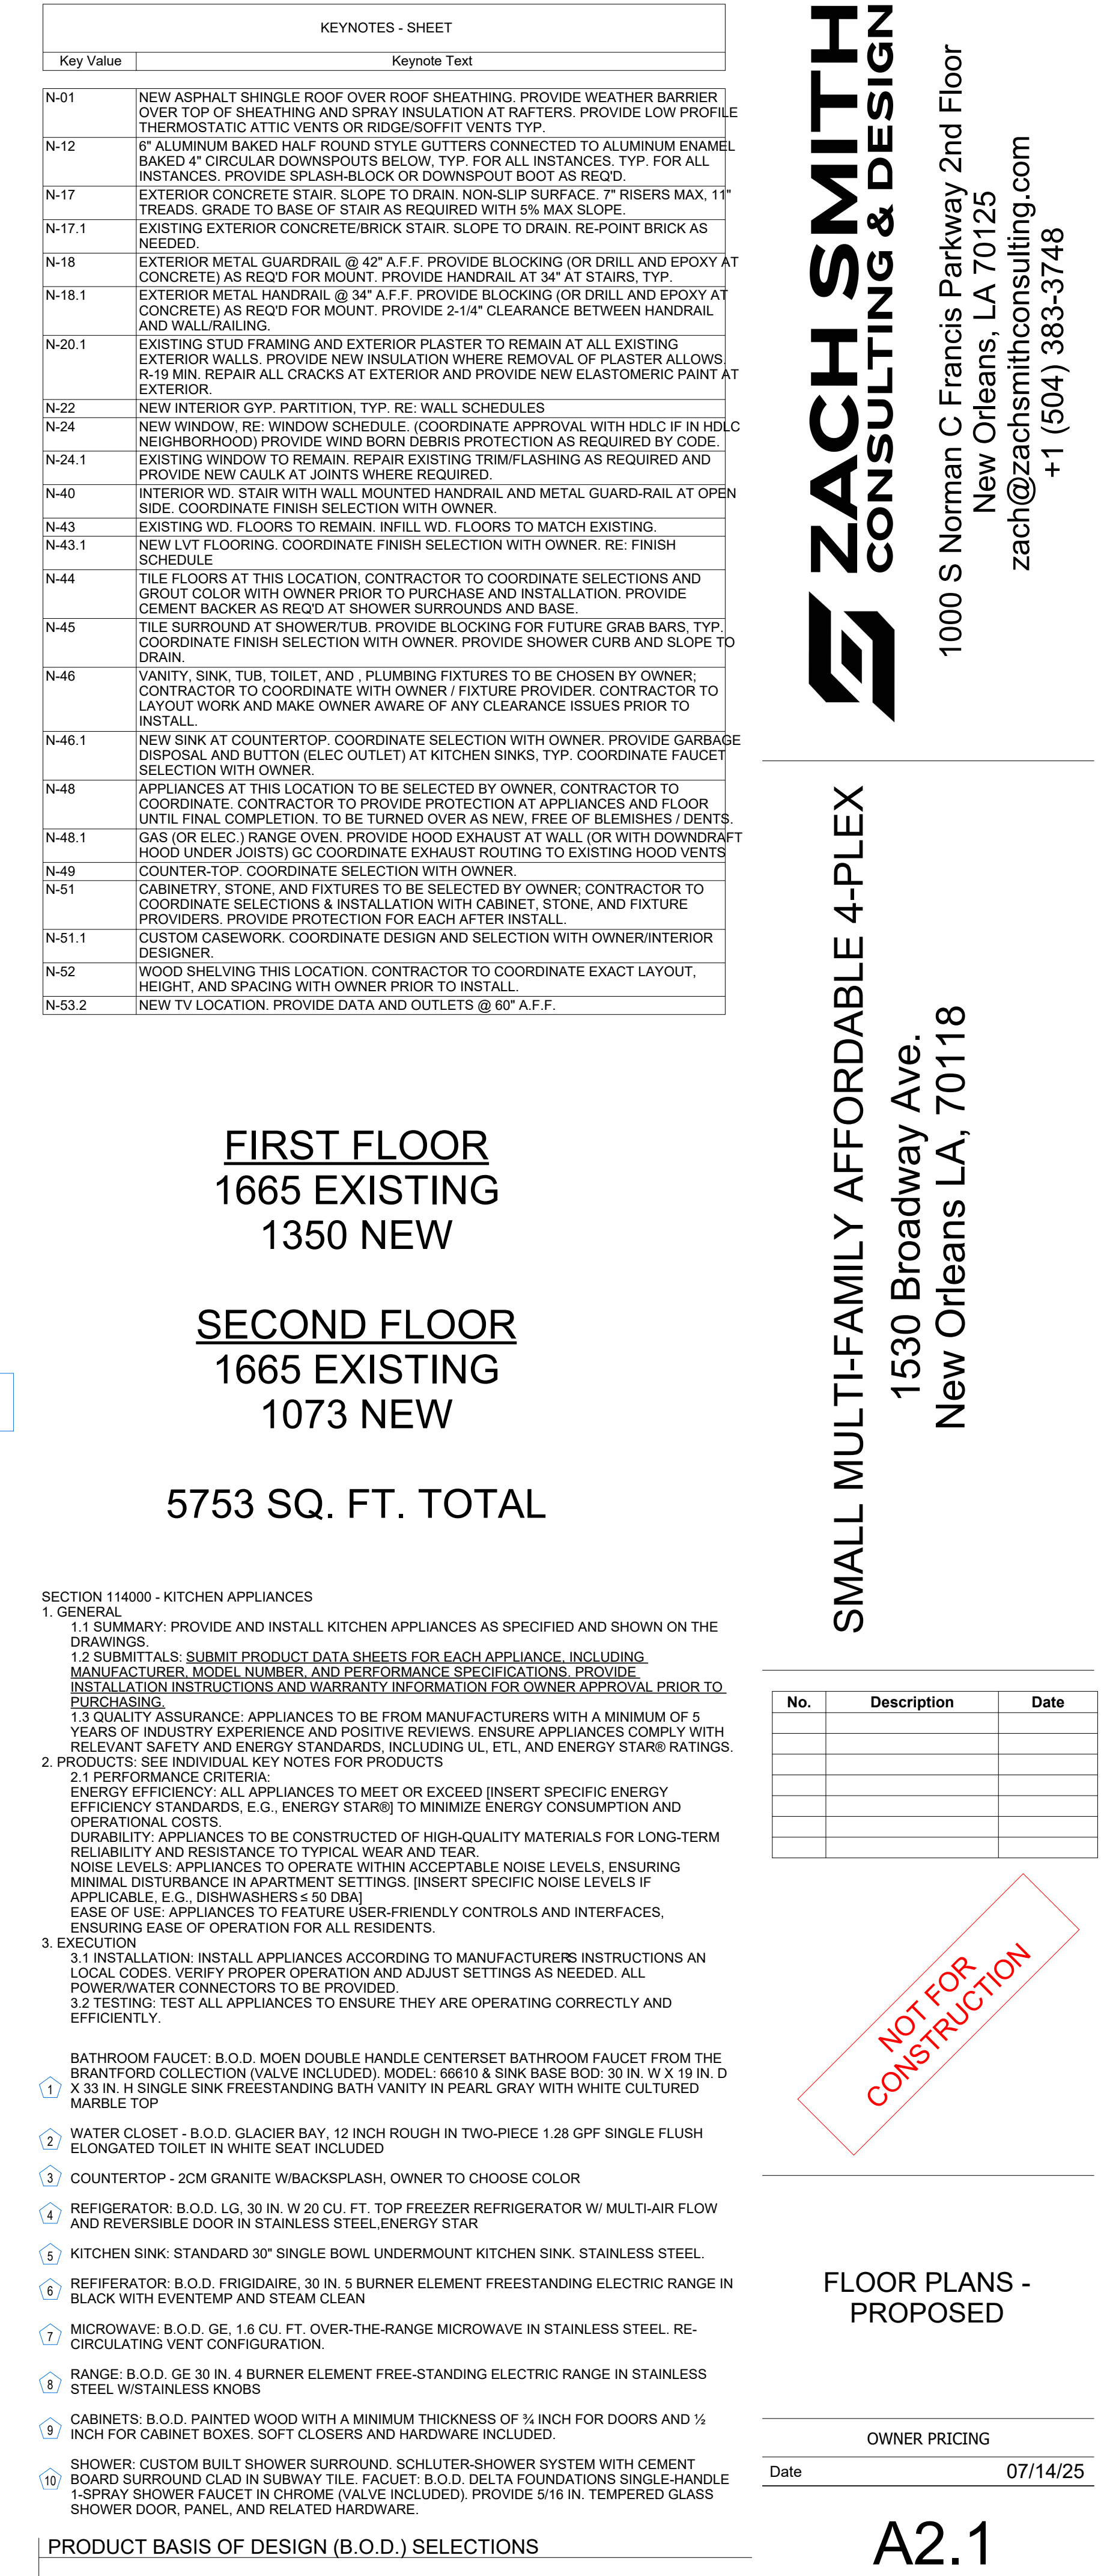 KEYNOTES - SHEET
Key Value Keynote Text
N-01 NEW ASPHALT SHINGLE ROOF OVER ROOF SHEATHING. PROVIDE WEATHER BARRIER
OVER TOP OF SHEATHING AND SPRAY INSULATION AT RAFTERS. PROVIDE LOW PROFILE
THERMOSTATIC ATTIC VENTS OR RIDGE/SOFFIT VENTS TYP.
N-12 6" ALUMINUM BAKED HALF ROUND STYLE GUTTERS CONNECTED TO ALUMINUM ENAMEL
BAKED 4" CIRCULAR DOWNSPOUTS BELOW, TYP. FOR ALL INSTANCES. TYP. FOR ALL
INSTANCES. PROVIDE SPLASH-BLOCK OR DOWNSPOUT BOOT AS REQ'D.
N-17 EXTERIOR CONCRETE STAIR. SLOPE TO DRAIN. NON-SLIP SURFACE. 7" RISERS MAX, 11"
TREADS. GRADE TO BASE OF STAIR AS REQUIRED WITH 5% MAX SLOPE.
N-17.1 EXISTING EXTERIOR CONCRETE/BRICK STAIR. SLOPE TO DRAIN. RE-POINT BRICK AS
NEEDED.
N-18 EXTERIOR METAL GUARDRAIL @ 42" A.F.F. PROVIDE BLOCKING (OR DRILL AND EPOXY AT
CONCRETE) AS REQ'D FOR MOUNT. PROVIDE HANDRAIL AT 34" AT STAIRS, TYP.
N-18.1 EXTERIOR METAL HANDRAIL @ 34" A.F.F. PROVIDE BLOCKING (OR DRILL AND EPOXY AT
CONCRETE) AS REQ'D FOR MOUNT. PROVIDE 2-1/4" CLEARANCE BETWEEN HANDRAIL
AND WALL/RAILING.
N-20.1 EXISTING STUD FRAMING AND EXTERIOR PLASTER TO REMAIN AT ALL EXISTING
EXTERIOR WALLS. PROVIDE NEW INSULATION WHERE REMOVAL OF PLASTER ALLOWS.
R-19 MIN. REPAIR ALL CRACKS AT EXTERIOR AND PROVIDE NEW ELASTOMERIC PAINT AT
EXTERIOR.
N-22 NEW INTERIOR GYP. PARTITION, TYP. RE: WALL SCHEDULES
N-24 NEW WINDOW, RE: WINDOW SCHEDULE. (COORDINATE APPROVAL WITH HDLC IF IN HDLC
NEIGHBORHOOD) PROVIDE WIND BORN DEBRIS PROTECTION AS REQUIRED BY CODE.
N-24.1 EXISTING WINDOW TO REMAIN. REPAIR EXISTING TRIM/FLASHING AS REQUIRED AND
PROVIDE NEW CAULK AT JOINTS WHERE REQUIRED.
N-40 INTERIOR WD. STAIR WITH WALL MOUNTED HANDRAIL AND METAL GUARD-RAIL AT OPEN
SIDE. COORDINATE FINISH SELECTION WITH OWNER.
N-43 EXISTING WD. FLOORS TO REMAIN. INFILL WD. FLOORS TO MATCH EXISTING.
N-43.1 NEW LVT FLOORING. COORDINATE FINISH SELECTION WITH OWNER. RE: FINISH
SCHEDULE
N-44 TILE FLOORS AT THIS LOCATION, CONTRACTOR TO COORDINATE SELECTIONS AND
GROUT COLOR WITH OWNER PRIOR TO PURCHASE AND INSTALLATION. PROVIDE
CEMENT BACKER AS REQ'D AT SHOWER SURROUNDS AND BASE.
N-45 TILE SURROUND AT SHOWER/TUB. PROVIDE BLOCKING FOR FUTURE GRAB BARS, TYP.
COORDINATE FINISH SELECTION WITH OWNER. PROVIDE SHOWER CURB AND SLOPE TO
DRAIN.
N-46 VANITY, SINK, TUB, TOILET, AND , PLUMBING FIXTURES TO BE CHOSEN BY OWNER;
CONTRACTOR TO COORDINATE WITH OWNER / FIXTURE PROVIDER. CONTRACTOR TO
LAYOUT WORK AND MAKE OWNER AWARE OF ANY CLEARANCE ISSUES PRIOR TO
INSTALL.
N-46.1 NEW SINK AT COUNTERTOP. COORDINATE SELECTION WITH OWNER. PROVIDE GARBAGE
DISPOSAL AND BUTTON (ELEC OUTLET) AT KITCHEN SINKS, TYP. COORDINATE FAUCET
SELECTION WITH OWNER.
N-48 APPLIANCES AT THIS LOCATION TO BE SELECTED BY OWNER, CONTRACTOR TO
COORDINATE. CONTRACTOR TO PROVIDE PROTECTION AT APPLIANCES AND FLOOR
UNTIL FINAL COMPLETION. TO BE TURNED OVER AS NEW, FREE OF BLEMISHES / DENTS.
N-48.1 GAS (OR ELEC.) RANGE OVEN. PROVIDE HOOD EXHAUST AT WALL (OR WITH DOWNDRAFT
HOOD UNDER JOISTS) GC COORDINATE EXHAUST ROUTING TO EXISTING HOOD VENTS
N-49 COUNTER-TOP. COORDINATE SELECTION WITH OWNER.
N-51 CABINETRY, STONE, AND FIXTURES TO BE SELECTED BY OWNER; CONTRACTOR TO
COORDINATE SELECTIONS & INSTALLATION WITH CABINET, STONE, AND FIXTURE
PROVIDERS. PROVIDE PROTECTION FOR EACH AFTER INSTALL.
N-51.1 CUSTOM CASEWORK. COORDINATE DESIGN AND SELECTION WITH OWNER/INTERIOR
DESIGNER.
N-52 WOOD SHELVING THIS LOCATION. CONTRACTOR TO COORDINATE EXACT LAYOUT,
HEIGHT, AND SPACING WITH OWNER PRIOR TO INSTALL.
N-53.2 NEW TV LOCATION. PROVIDE DATA AND OUTLETS @ 60" A.F.F.
FIRST FLOOR
1665 EXISTING
1350 NEW
SECOND FLOOR
1665 EXISTING
1073 NEW
5753 SQ. FT. TOTAL
SECTION 114000 - KITCHEN APPLIANCES
1. GENERAL
1.1 SUMMARY: PROVIDE AND INSTALL KITCHEN APPLIANCES AS SPECIFIED AND SHOWN ON THE
DRAWINGS.
1.2 SUBMITTALS: SUBMIT PRODUCT DATA SHEETS FOR EACH APPLIANCE, INCLUDING
MANUFACTURER, MODEL NUMBER, AND PERFORMANCE SPECIFICATIONS. PROVIDE
INSTALLATION INSTRUCTIONS AND WARRANTY INFORMATION FOR OWNER APPROVAL PRIOR TO
PURCHASING.
1.3 QUALITY ASSURANCE: APPLIANCES TO BE FROM MANUFACTURERS WITH A MINIMUM OF 5
YEARS OF INDUSTRY EXPERIENCE AND POSITIVE REVIEWS. ENSURE APPLIANCES COMPLY WITH
RELEVANT SAFETY AND ENERGY STANDARDS, INCLUDING UL, ETL, AND ENERGY STAR® RATINGS.
2. PRODUCTS: SEE INDIVIDUAL KEY NOTES FOR PRODUCTS
2.1 PERFORMANCE CRITERIA:
ENERGY EFFICIENCY: ALL APPLIANCES TO MEET OR EXCEED [INSERT SPECIFIC ENERGY
EFFICIENCY STANDARDS, E.G., ENERGY STAR®] TO MINIMIZE ENERGY CONSUMPTION AND
OPERATIONAL COSTS.
DURABILITY: APPLIANCES TO BE CONSTRUCTED OF HIGH-QUALITY MATERIALS FOR LONG-TERM
RELIABILITY AND RESISTANCE TO TYPICAL WEAR AND TEAR.
NOISE LEVELS: APPLIANCES TO OPERATE WITHIN ACCEPTABLE NOISE LEVELS, ENSURING
MINIMAL DISTURBANCE IN APARTMENT SETTINGS. [INSERT SPECIFIC NOISE LEVELS IF
APPLICABLE, E.G., DISHWASHERS ≤ 50 DBA]
EASE OF USE: APPLIANCES TO FEATURE USER-FRIENDLY CONTROLS AND INTERFACES,
ENSURING EASE OF OPERATION FOR ALL RESIDENTS.
3. EXECUTION
3.1 INSTALLATION: INSTALL APPLIANCES ACCORDING TO MANUFACTURER'S INSTRUCTIONS AN
LOCAL CODES. VERIFY PROPER OPERATION AND ADJUST SETTINGS AS NEEDED. ALL
POWER/WATER CONNECTORS TO BE PROVIDED.
3.2 TESTING: TEST ALL APPLIANCES TO ENSURE THEY ARE OPERATING CORRECTLY AND
EFFICIENTLY.
1 BATHROOM FAUCET: B.O.D. MOEN DOUBLE HANDLE CENTERSET BATHROOM FAUCET FROM THE
BRANTFORD COLLECTION (VALVE INCLUDED). MODEL: 66610 & SINK BASE BOD: 30 IN. W X 19 IN. D
X 33 IN. H SINGLE SINK FREESTANDING BATH VANITY IN PEARL GRAY WITH WHITE CULTURED
MARBLE TOP
2 WATER CLOSET - B.O.D. GLACIER BAY, 12 INCH ROUGH IN TWO-PIECE 1.28 GPF SINGLE FLUSH
ELONGATED TOILET IN WHITE SEAT INCLUDED
3 COUNTERTOP - 2CM GRANITE W/BACKSPLASH, OWNER TO CHOOSE COLOR
4 REFIGERATOR: B.O.D. LG, 30 IN. W 20 CU. FT. TOP FREEZER REFRIGERATOR W/ MULTI-AIR FLOW
AND REVERSIBLE DOOR IN STAINLESS STEEL,ENERGY STAR
5 KITCHEN SINK: STANDARD 30" SINGLE BOWL UNDERMOUNT KITCHEN SINK. STAINLESS STEEL.
6 REFIFERATOR: B.O.D. FRIGIDAIRE, 30 IN. 5 BURNER ELEMENT FREESTANDING ELECTRIC RANGE IN
BLACK WITH EVENTEMP AND STEAM CLEAN
7 MICROWAVE: B.O.D. GE, 1.6 CU. FT. OVER-THE-RANGE MICROWAVE IN STAINLESS STEEL. RE-
CIRCULATING VENT CONFIGURATION.
8 RANGE: B.O.D. GE 30 IN. 4 BURNER ELEMENT FREE-STANDING ELECTRIC RANGE IN STAINLESS
STEEL W/STAINLESS KNOBS
9 CABINETS: B.O.D. PAINTED WOOD WITH A MINIMUM THICKNESS OF ¾ INCH FOR DOORS AND ½
INCH FOR CABINET BOXES. SOFT CLOSERS AND HARDWARE INCLUDED.
10 SHOWER: CUSTOM BUILT SHOWER SURROUND. SCHLUTER-SHOWER SYSTEM WITH CEMENT
BOARD SURROUND CLAD IN SUBWAY TILE. FACUET: B.O.D. DELTA FOUNDATIONS SINGLE-HANDLE
1-SPRAY SHOWER FAUCET IN CHROME (VALVE INCLUDED). PROVIDE 5/16 IN. TEMPERED GLASS
SHOWER DOOR, PANEL, AND RELATED HARDWARE.
PRODUCT BASIS OF DESIGN (B.O.D.) SELECTIONS
ZACH SMITH
CONSULTING & DESIGN
1000 S Norman C Francis Parkway 2nd Floor
New Orleans, LA 70125
zach@zachsmithconsulting.com
+1 (504) 383-3748
SMALL MULTI-FAMILY AFFORDABLE 4-PLEX
1530 Broadway Ave.
New Orleans LA, 70118
No. Description Date
NOT FOR
CONSTRUCTION
FLOOR PLANS -
PROPOSED
OWNER PRICING
Date 07/14/25
A2.1